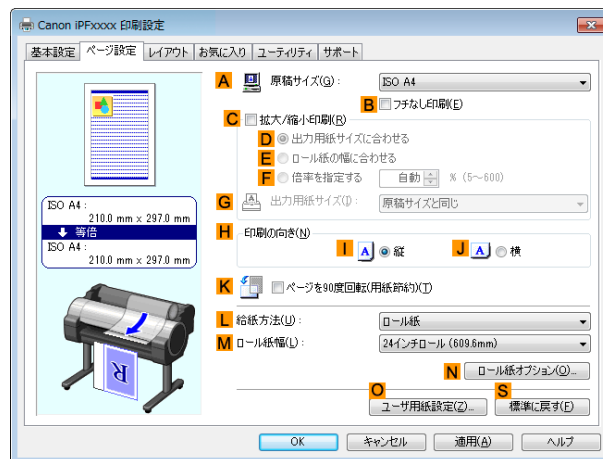 Canon iPFxxxx 印刷設定
基本設定 ページ設定 レイアウト お気に入り ユーティリティ サポート
A 原稿サイズ(G): ISO A4
B フチなし印刷(E)
C 拡大/縮小印刷(R)
D 出力用紙サイズに合わせる
E ロール紙の幅に合わせる
F 倍率を指定する 自動 % (5～600)
G A 出力用紙サイズ(I): 原稿サイズと同じ
ISO A4:
210.0 mm × 297.0 mm
等倍
ISO A4:
210.0 mm × 297.0 mm
H 印刷の向き(N)
I A 縦 J A 横
K ページを90度回転(用紙節約)(T)
L 給紙方法(U): ロール紙
M ロール紙幅(L): 24インチロール (609.6mm)
R
N ロール紙オプション(O)...
O S
ユーザ用紙設定(Z)... 標準に戻す(F)
OK キャンセル 適用(A) ヘルプ